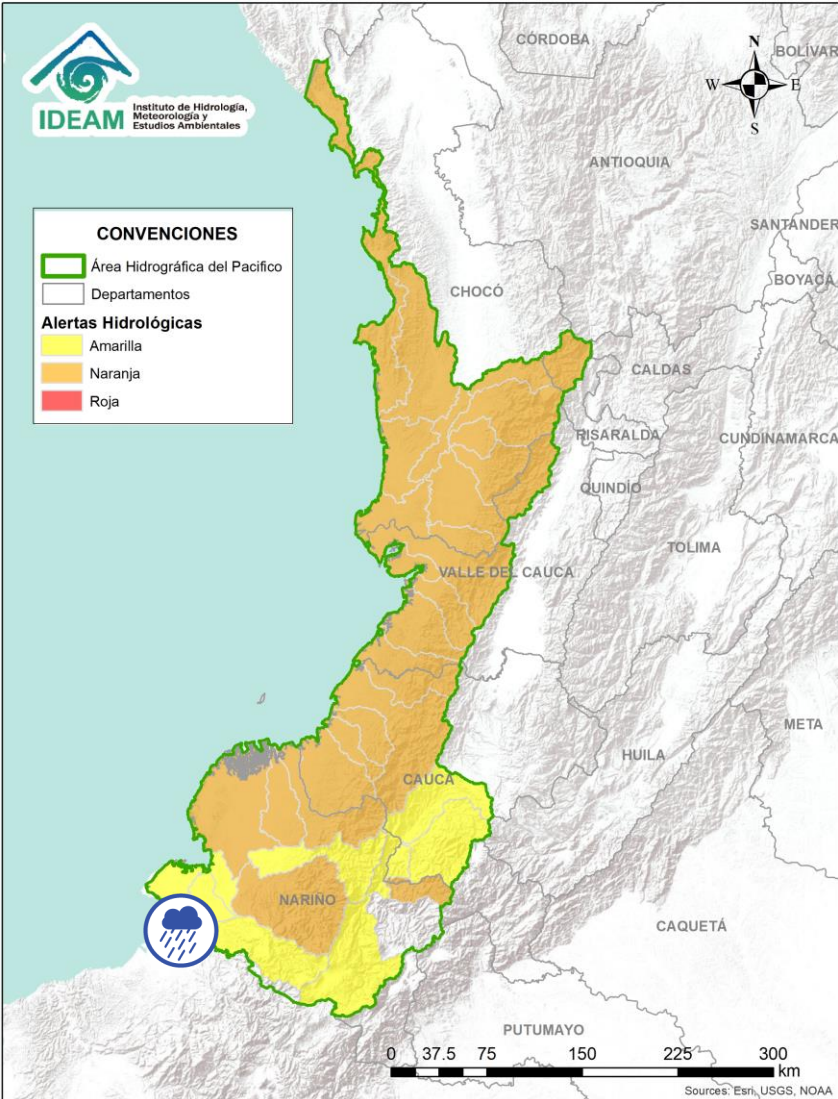 IDEAM
Instituto de Hidrología,
Meteorología y
Estudios Ambientales
CÓRDOBA
BOLÍVAR
N
W
E
S
ANTIOQUIA
SANTANDER
BOYACÁ
CONVENCIONES
Área Hidrográfica del Pacifico
Departamentos
Alertas Hidrológicas
Amarilla
Naranja
Roja
CHOCÓ
CALDAS
RISARALDA
CUNDINAMARCA
QUINDÍO
TOLIMA
VALLE DEL CAUCA
META
HUILA
CAUCA
NARIÑO
CAQUETÁ
PUTUMAYO
0 37.5 75 150 225 300
km
Sources: Esri, USGS, NOAA